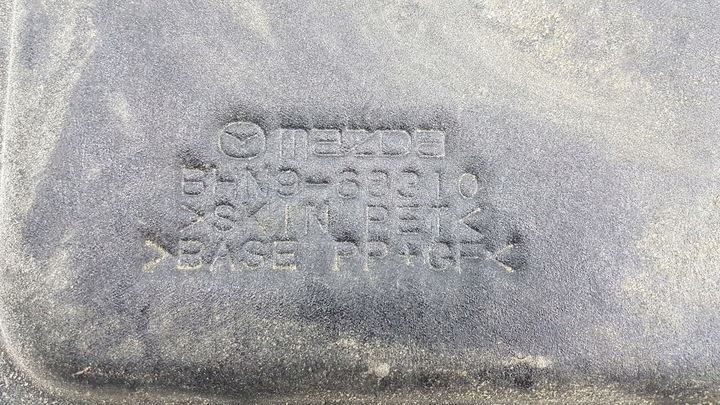 mazda
BHN9-68310
>SKIN PET<
>BASE PP+GF<